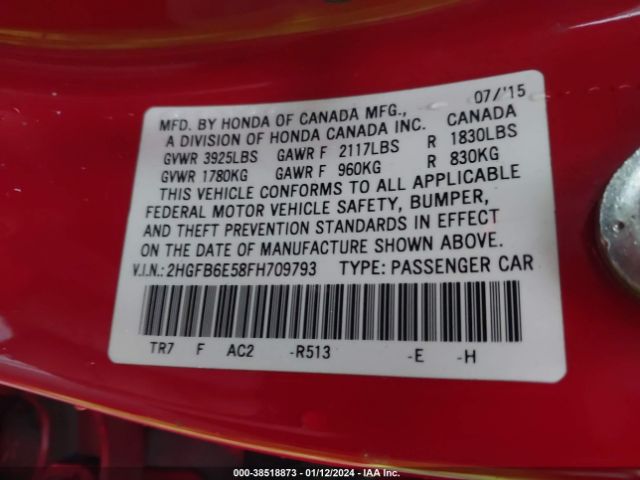 07/'15
MFD. BY HONDA OF CANADA MFG., CANADA
A DIVISION OF HONDA CANADA INC.
GVWR 3925LBS GAWR F 2117LBS R 1830LBS
GVWR 1780KG GAWR F 960KG R 830KG
THIS VEHICLE CONFORMS TO ALL APPLICABLE
FEDERAL MOTOR VEHICLE SAFETY, BUMPER,
AND THEFT PREVENTION STANDARDS IN EFFECT
ON THE DATE OF MANUFACTURE SHOWN ABOVE.
V.I.N.: 2HGFB6E58FH709793 TYPE: PASSENGER CAR
TR7 F AC2 -R513 -E -H
000-38518873 - 01/12/2024 - IAA Inc.